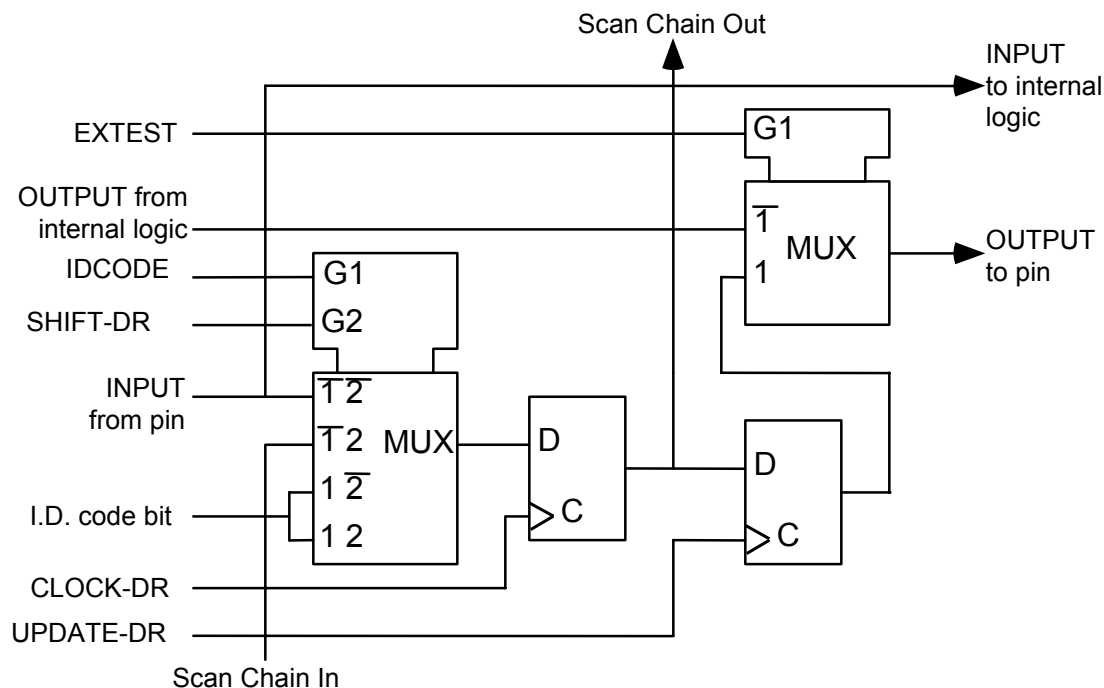 Scan Chain Out
INPUT
to internal
logic
EXTEST
G1
OUTPUT from
internal logic
1̅
MUX
1
OUTPUT
to pin
IDCODE
G1
SHIFT-DR
G2
INPUT
from pin
1̅ 2̅
1̅ 2
MUX
1 2̅
1 2
I.D. code bit
D
C
D
C
CLOCK-DR
UPDATE-DR
Scan Chain In